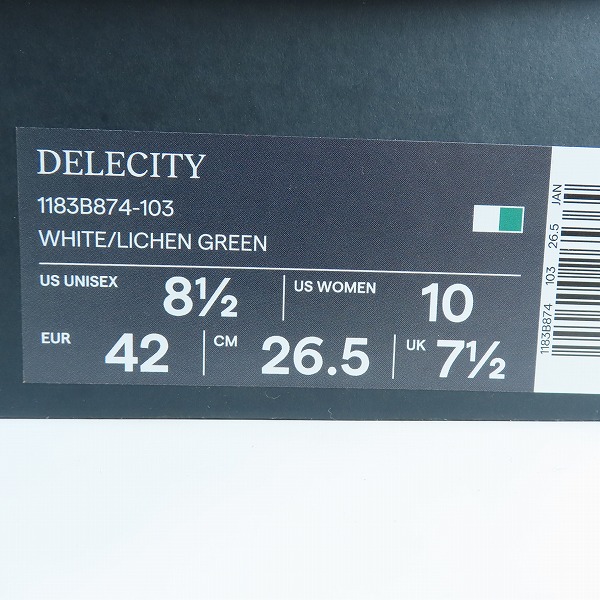 DELECITY
1183B874-103
WHITE/LICHEN GREEN
US UNISEX 8½ US WOMEN 10
EUR 42 CM 26.5 UK 7½
1183B874 103 26.5 JAN